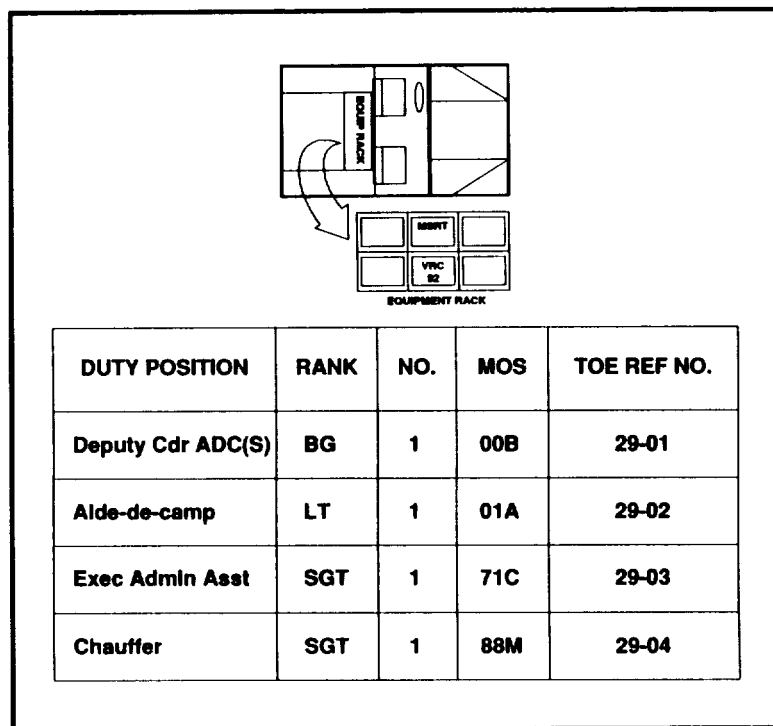 EQUIP RACK
MSRT
VRC
92
EQUIPMENT RACK
DUTY POSITION RANK NO. MOS TOE REF NO.
Deputy Cdr ADC(S) BG 1 00B 29-01
Aide-de-camp LT 1 01A 29-02
Exec Admin Asst SGT 1 71C 29-03
Chauffer SGT 1 88M 29-04